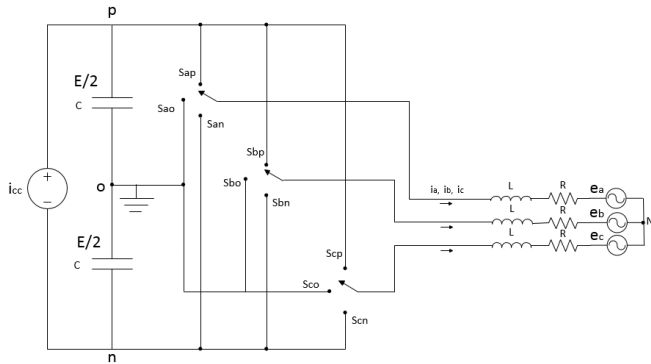 p
E/2
C
Sap
Sao
San
Sbp
Sbo
Sbn
icc
+
−
o
ia, ib, ic
L
R
ea
L
R
eb
N
L
R
ec
E/2
C
Scp
Sco
Scn
n